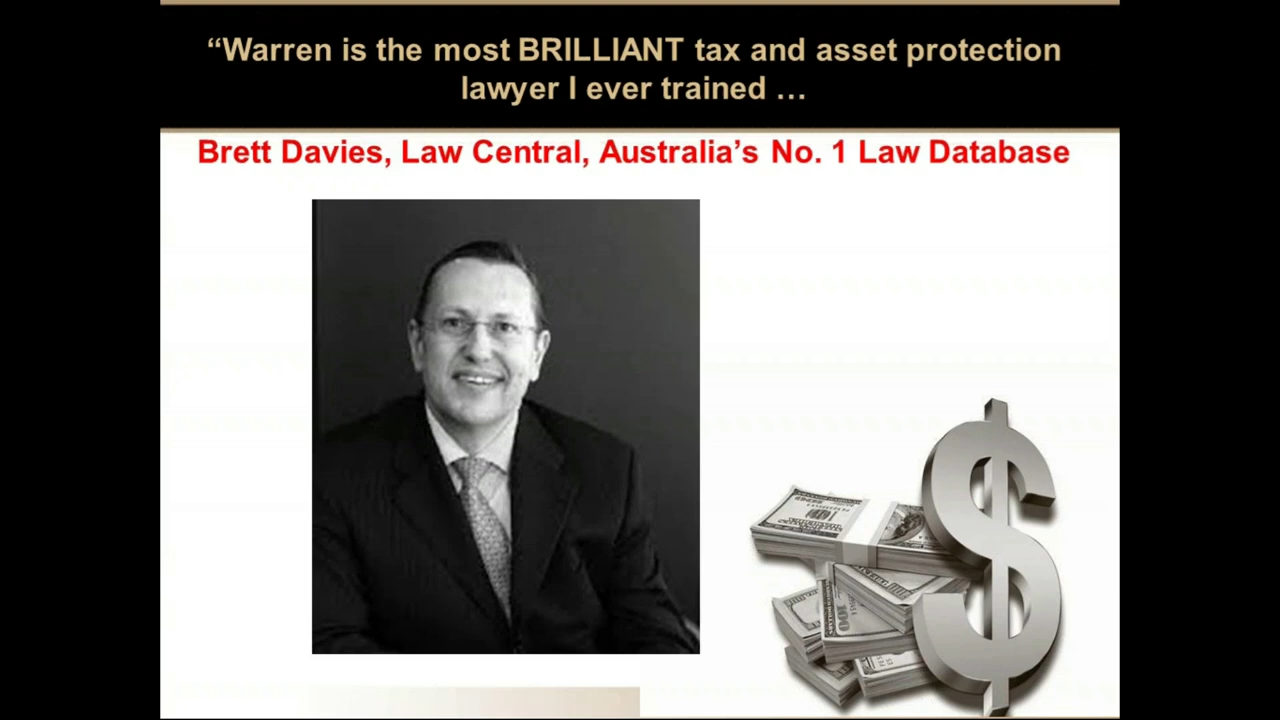 “Warren is the most BRILLIANT tax and asset protection
lawyer I ever trained …
Brett Davies, Law Central, Australia’s No. 1 Law Database